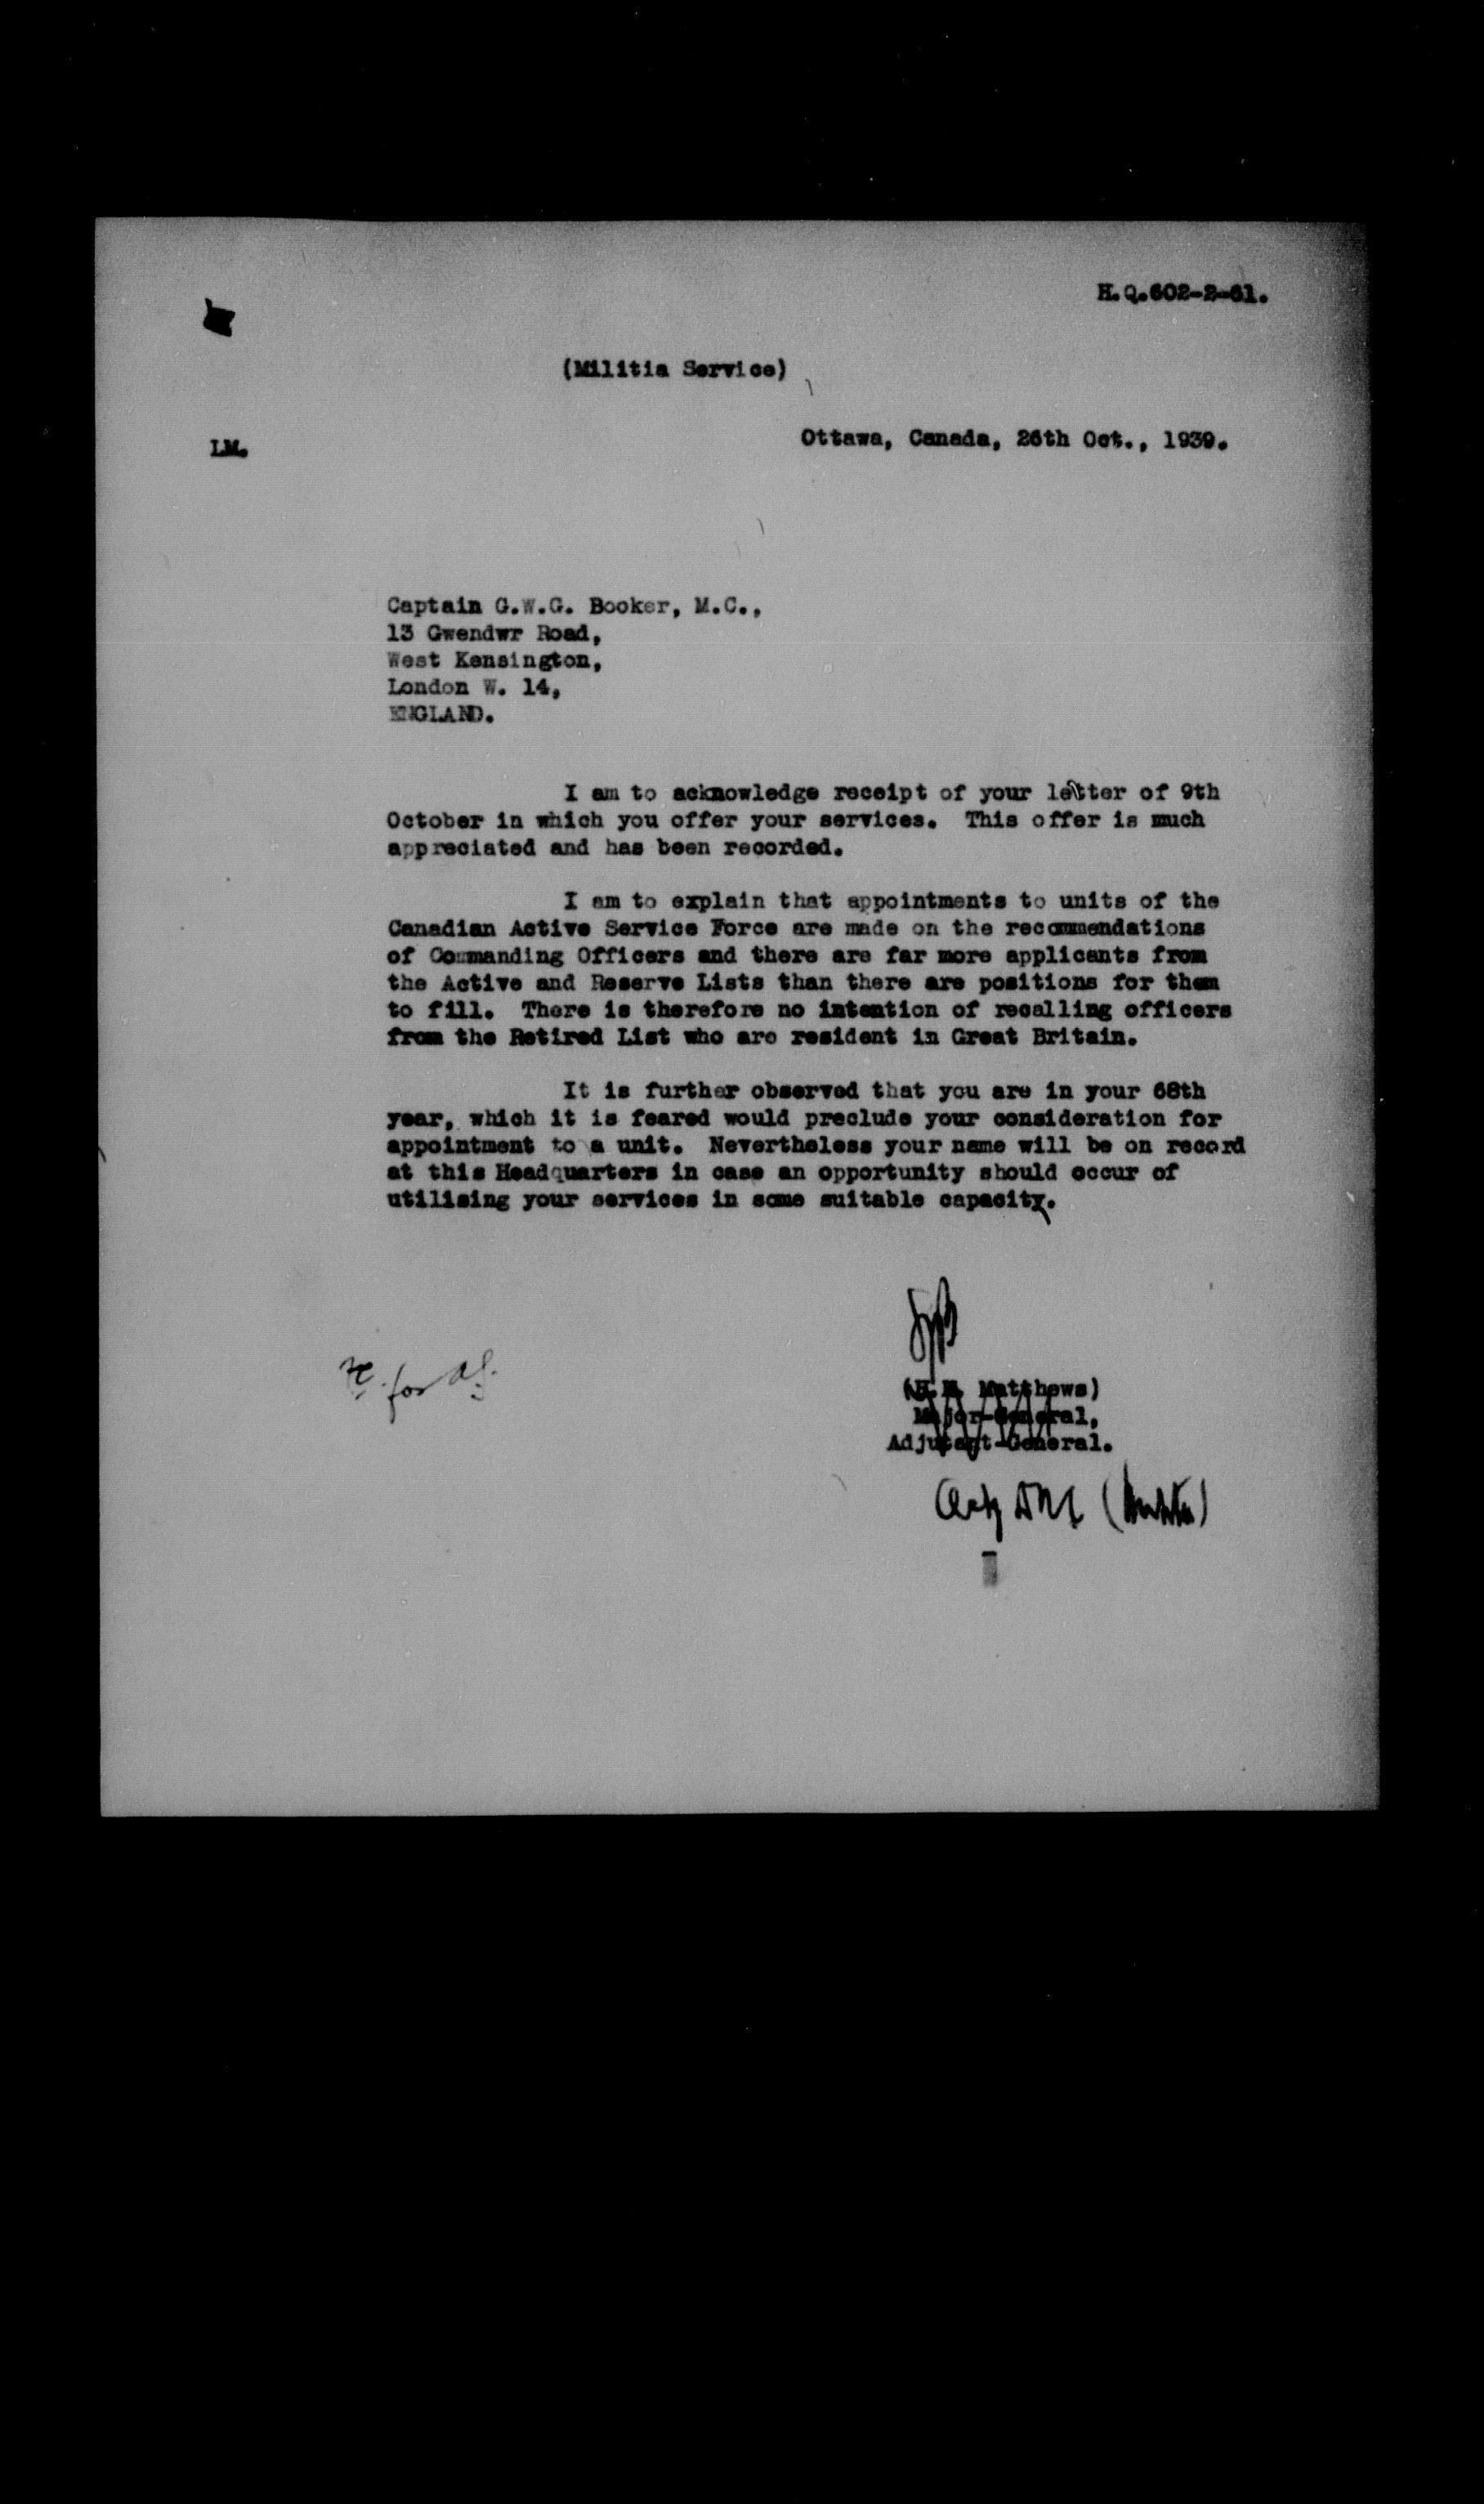 H.Q.602-2-61.
(Militia Service)
LM.
Ottawa, Canada, 26th Oct., 1939.
Captain G.W.G. Booker, M.C.,
13 Gwendwr Road,
West Kensington,
London W. 14,
ENGLAND.
I am to acknowledge receipt of your letter of 9th
October in which you offer your services. This offer is much
appreciated and has been recorded.
I am to explain that appointments to units of the
Canadian Active Service Force are made on the recommendations
of Commanding Officers and there are far more applicants from
the Active and Reserve Lists than there are positions for them
to fill. There is therefore no intention of recalling officers
from the Retired List who are resident in Great Britain.
It is further observed that you are in your 68th
year, which it is feared would preclude your consideration for
appointment to a unit. Nevertheless your name will be on record
at this Headquarters in case an opportunity should occur of
utilising your services in some suitable capacity.
for
(H.H. Matthews)
Major-General,
Adjutant-General.